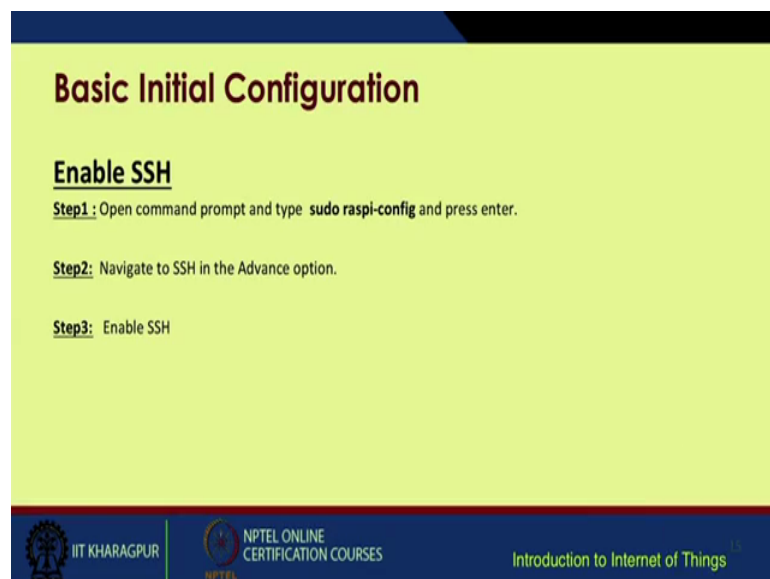 Basic Initial Configuration
Enable SSH
Step1 : Open command prompt and type sudo raspi-config and press enter.
Step2: Navigate to SSH in the Advance option.
Step3: Enable SSH
IIT KHARAGPUR
NPTEL ONLINE
CERTIFICATION COURSES
NPTEL
Introduction to Internet of Things
15